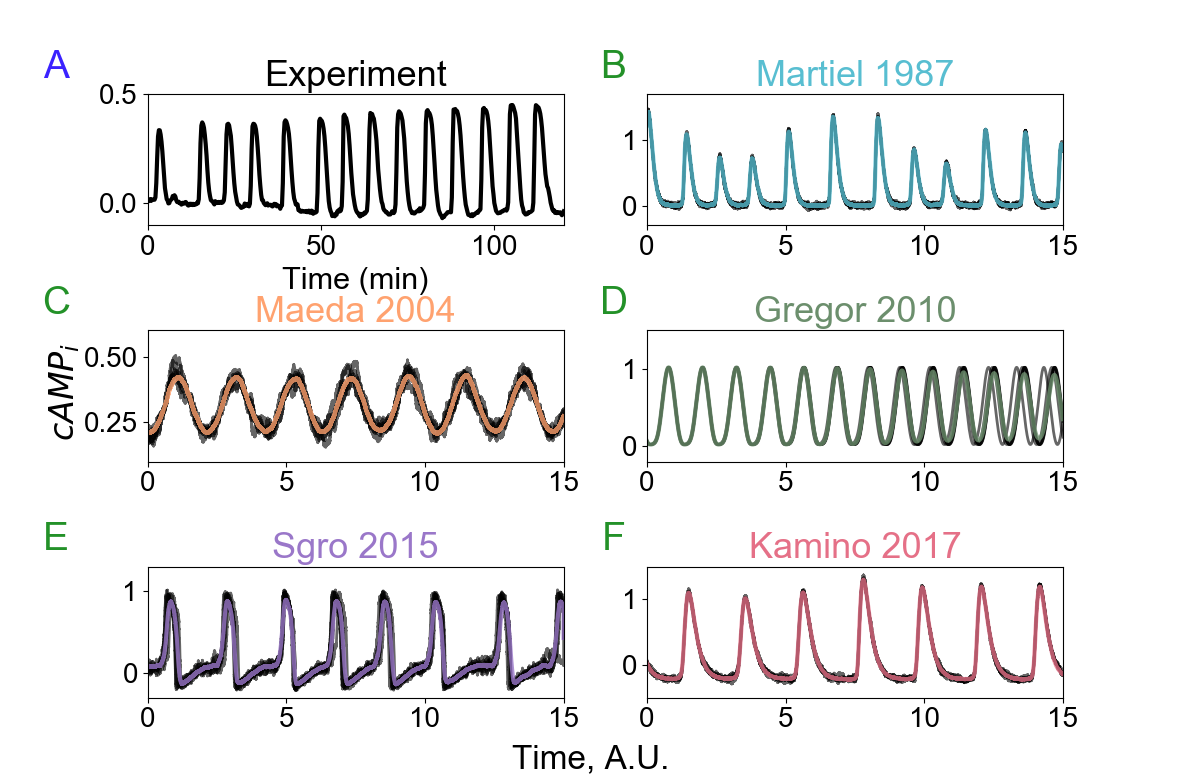 A
Experiment
0.5
0.0
0 50 100
Time (min)
B
Martiel 1987
1
0
0 5 10 15
C
Maeda 2004
0.50
0.25
cAMPi
0 5 10 15
D
Gregor 2010
1
0
0 5 10 15
E
Sgro 2015
1
0
0 5 10 15
F
Kamino 2017
1
0
0 5 10 15
Time, A.U.